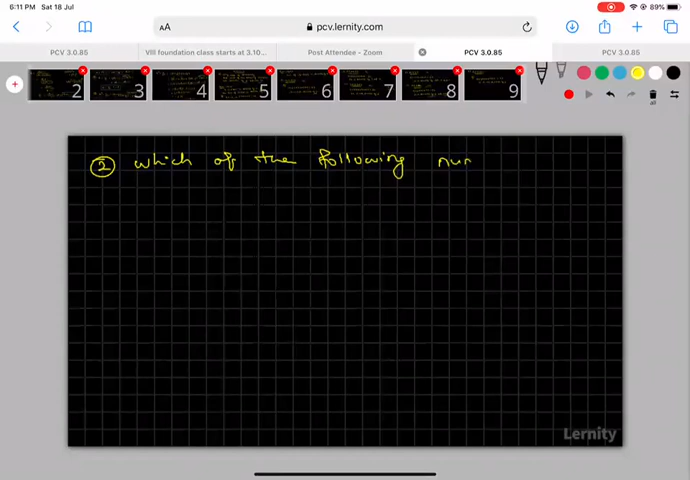 6:11 PM Sat 18 Jul 89%
AA pcv.lernity.com
PCV 3.0.85 VIII foundation class starts at 3.10... Post Attendee - Zoom PCV 3.0.85 PCV 3.0.85
2 3 4 5 6 7 8 9
all
② which of the following nun
Lernity